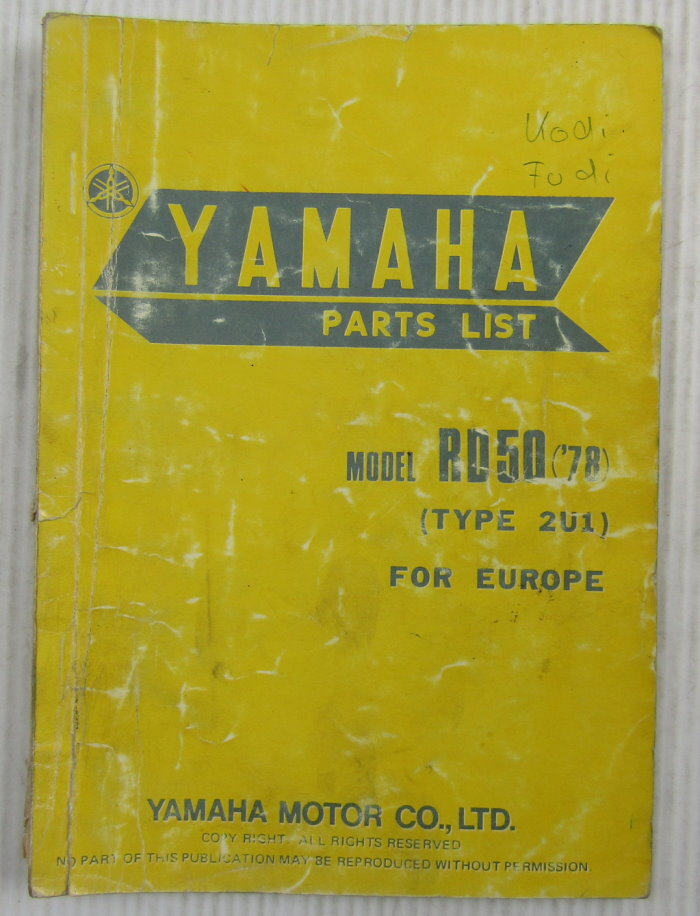 Kodi
Fudi
YAMAHA
PARTS LIST
MODEL RD50 ('78)
(TYPE 2U1)
FOR EUROPE
YAMAHA MOTOR CO., LTD.
COPY RIGHT ALL RIGHTS RESERVED
NO PART OF THIS PUBLICATION MAY BE REPRODUCED WITHOUT PERMISSION.